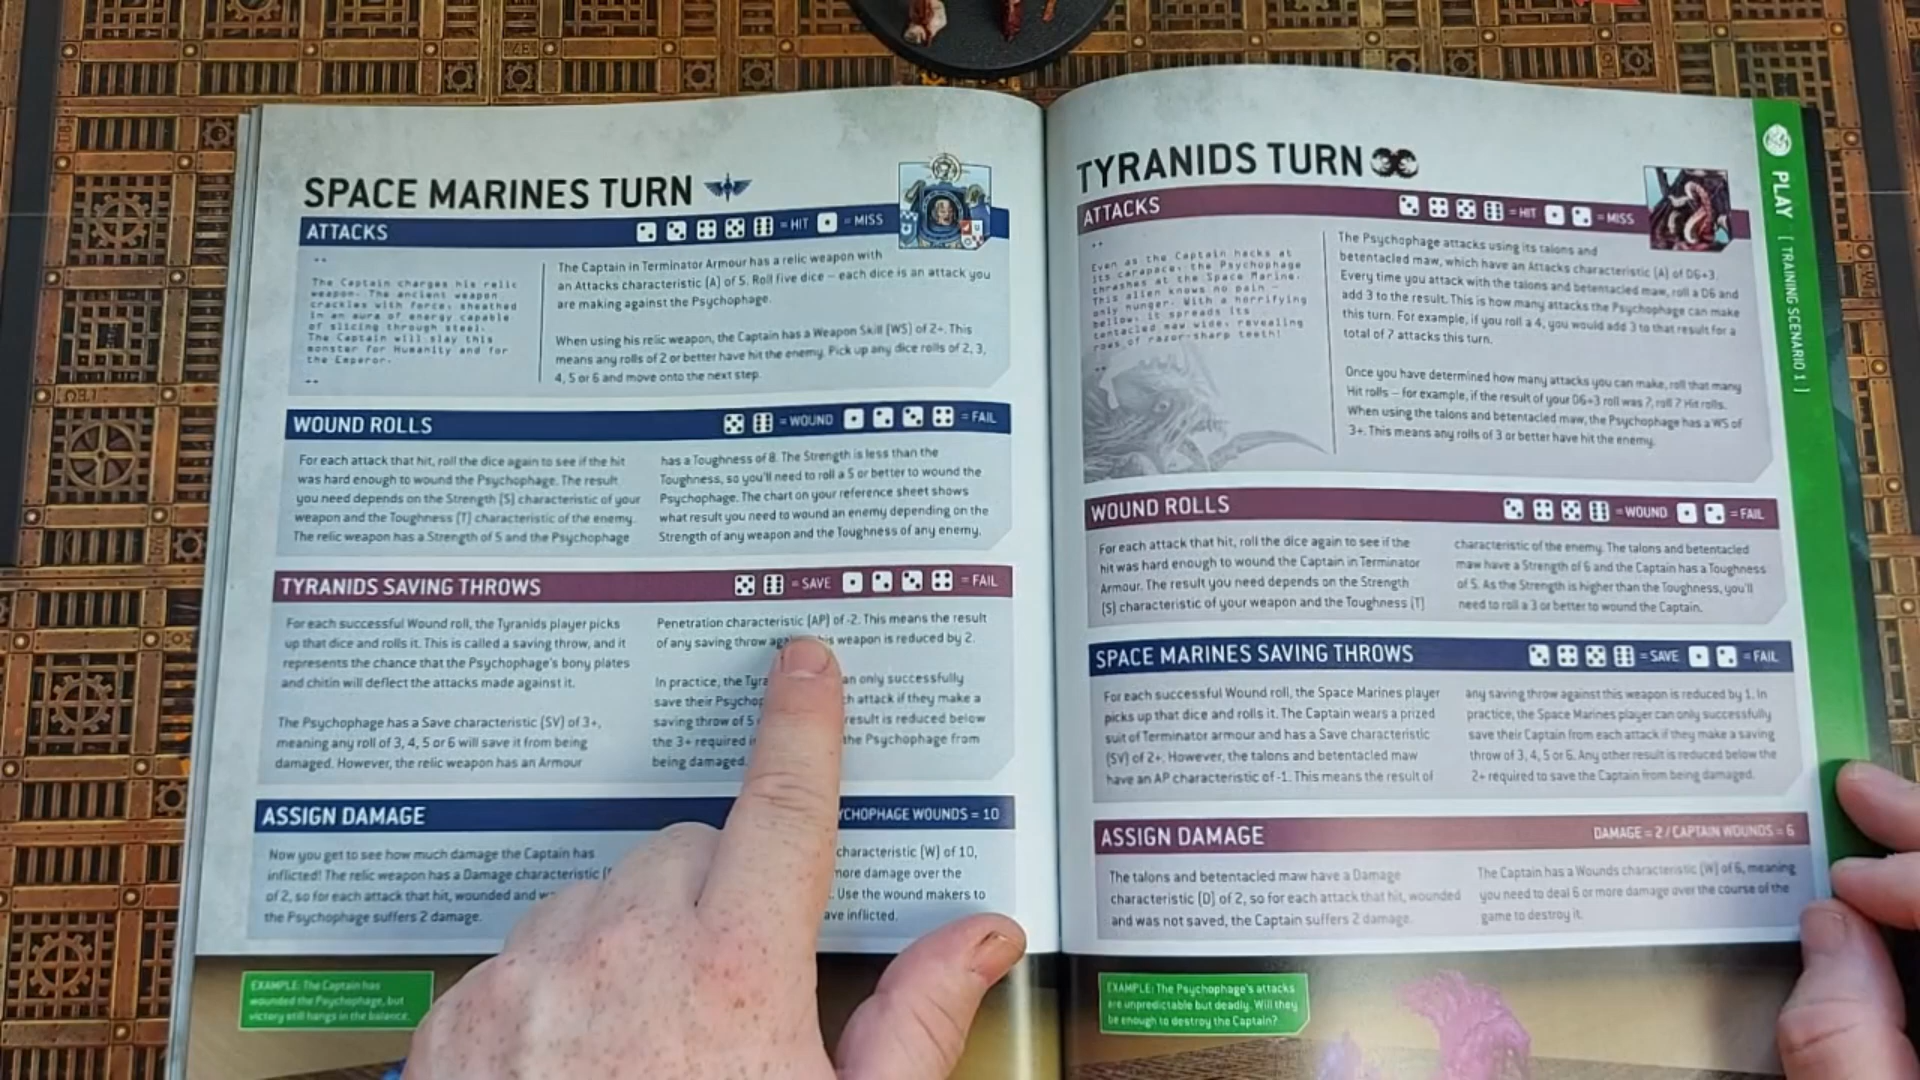 SPACE MARINES TURN
ATTACKS
= HIT
= MISS
The Captain charges his relic
weapon. The ancient weapon
crackles with force, sheathed
in an aura of energy capable
of slicing through steel.
The Captain will slay this
monster for Humanity and for
the Emperor.
The Captain in Terminator Armour has a relic weapon with
an Attacks characteristic (A) of 5. Roll five dice – each dice is an attack you
are making against the Psychophage.
When using his relic weapon, the Captain has a Weapon Skill (WS) of 2+. This
means any rolls of 2 or better have hit the enemy. Pick up any dice rolls of 2, 3,
4, 5 or 6 and move onto the next step.
WOUND ROLLS
= WOUND
= FAIL
For each attack that hit, roll the dice again to see if the hit
was hard enough to wound the Psychophage. The result
you need depends on the Strength (S) characteristic of your
weapon and the Toughness (T) characteristic of the enemy.
The relic weapon has a Strength of 5 and the Psychophage
has a Toughness of 8. The Strength is less than the
Toughness, so you'll need to roll a 5 or better to wound the
Psychophage. The chart on your reference sheet shows
what result you need to wound an enemy depending on the
Strength of any weapon and the Toughness of any enemy.
TYRANIDS SAVING THROWS
= SAVE
= FAIL
For each successful Wound roll, the Tyranids player picks
up that dice and rolls it. This is called a saving throw, and it
represents the chance that the Psychophage's bony plates
and chitin will deflect the attacks made against it.
The Psychophage has a Save characteristic (SV) of 3+,
meaning any roll of 3, 4, 5 or 6 will save it from being
damaged. However, the relic weapon has an Armour
Penetration characteristic (AP) of -2. This means the result
of any saving throw weapon is reduced by 2.
In practice, the an only successfully
save their attack if they make a
saving throw of 5 result is reduced below
the 3+ required the Psychophage from
being damaged.
ASSIGN DAMAGE
WOUNDS = 10
Now you get to see how much damage the Captain has
inflicted! The relic weapon has a Damage characteristic
of 2, so for each attack that hit, wounded and
the Psychophage suffers 2 damage.
characteristic (W) of 10,
more damage over the
. Use the wound makers to
inflicted.
EXAMPLE: The Captain has
wounded the Psychophage, but
victory still hangs in the balance.
TYRANIDS TURN
ATTACKS
= HIT
= MISS
Even as the Captain hacks at
its carapace, the Psychophage
thrashes at the Space Marine.
This alien knows no pain –
only hunger. With a horrifying
bellow, it spreads its
tentacled maw wide, revealing
rows of razor-sharp teeth!
The Psychophage attacks using its talons and
betentacled maw, which have an Attacks characteristic (A) of D6+3.
Every time you attack with the talons and betentacled maw, roll a D6 and
add 3 to the result. This is how many attacks the Psychophage can make
this turn. For example, if you roll a 4, you would add 3 to that result for a
total of 7 attacks this turn.
Once you have determined how many attacks you can make, roll that many
Hit rolls – for example, if the result of your D6+3 roll was 7, roll 7 Hit rolls.
When using the talons and betentacled maw, the Psychophage has a WS of
3+. This means any rolls of 3 or better have hit the enemy.
WOUND ROLLS
= WOUND
= FAIL
For each attack that hit, roll the dice again to see if the
hit was hard enough to wound the Captain in Terminator
Armour. The result you need depends on the Strength
(S) characteristic of your weapon and the Toughness (T)
characteristic of the enemy. The talons and betentacled
maw have a Strength of 6 and the Captain has a Toughness
of 5. As the Strength is higher than the Toughness, you'll
need to roll a 3 or better to wound the Captain.
SPACE MARINES SAVING THROWS
= SAVE
= FAIL
For each successful Wound roll, the Space Marines player
picks up that dice and rolls it. The Captain wears a prized
suit of Terminator armour and has a Save characteristic
(SV) of 2+. However, the talons and betentacled maw
have an AP characteristic of -1. This means the result of
any saving throw against this weapon is reduced by 1. In
practice, the Space Marines player can only successfully
save their Captain from each attack if they make a saving
throw of 3, 4, 5 or 6. Any other result is reduced below the
2+ required to save the Captain from being damaged.
ASSIGN DAMAGE
DAMAGE = 2 / CAPTAIN WOUNDS = 6
The talons and betentacled maw have a Damage
characteristic (D) of 2, so for each attack that hit, wounded
and was not saved, the Captain suffers 2 damage.
The Captain has a Wounds characteristic (W) of 6, meaning
you need to deal 6 or more damage over the course of the
game to destroy it.
EXAMPLE: The Psychophage's attacks
are unpredictable but deadly. Will they
be enough to destroy the Captain?
PLAY [ TRAINING SCENARIO 1 ]